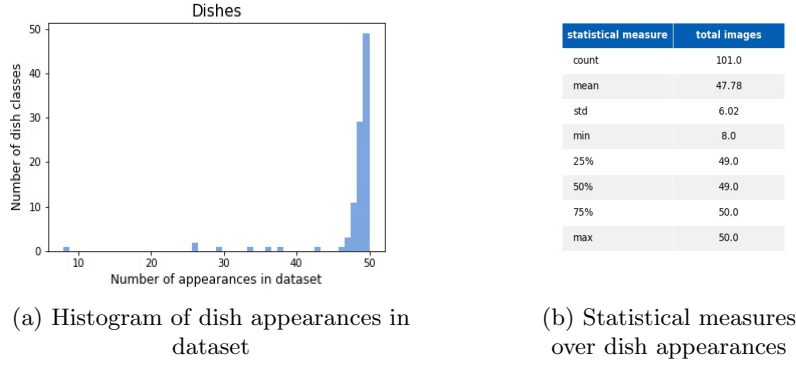 Dishes
50
40
30
20
10
0
Number of dish classes
10 20 30 40 50
Number of appearances in dataset
(a) Histogram of dish appearances in
dataset
statistical measure total images
count 101.0
mean 47.78
std 6.02
min 8.0
25% 49.0
50% 49.0
75% 50.0
max 50.0
(b) Statistical measures
over dish appearances